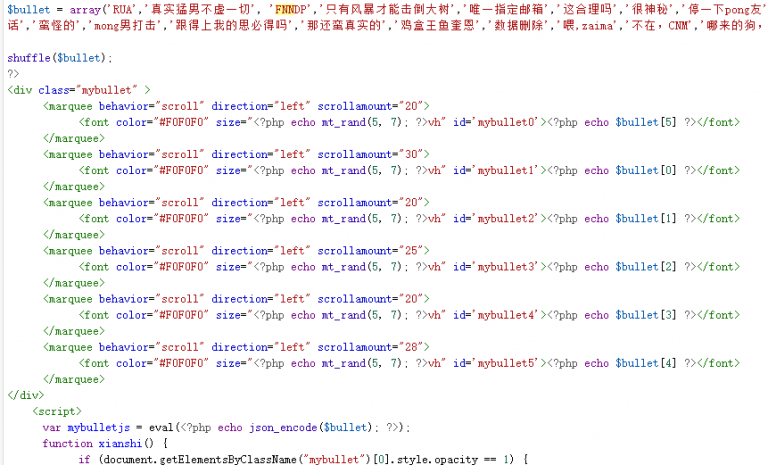 $bullet = array('RUA','真实猛男不虚一切', 'FNNDP','只有风暴才能击倒大树','唯一指定邮箱','这合理吗','很神秘','停一下pong友'
话','蛮怪的','mong男打击','跟得上我的思必得吗','那还蛮真实的','鸡盒王鱼奎恩','数据删除','喂,zaima','不在，CNM','哪来的狗,
shuffle($bullet);
?>
<div class="mybullet" >
<marquee behavior="scroll" direction="left" scrollamount="20">
<font color="#F0F0F0" size="<?php echo mt_rand(5, 7); ?>vh" id='mybullet0'><?php echo $bullet[5] ?></font>
</marquee>
<marquee behavior="scroll" direction="left" scrollamount="30">
<font color="#F0F0F0" size="<?php echo mt_rand(5, 7); ?>vh" id='mybullet1'><?php echo $bullet[0] ?></font>
</marquee>
<marquee behavior="scroll" direction="left" scrollamount="20">
<font color="#F0F0F0" size="<?php echo mt_rand(5, 7); ?>vh" id='mybullet2'><?php echo $bullet[1] ?></font>
</marquee>
<marquee behavior="scroll" direction="left" scrollamount="25">
<font color="#F0F0F0" size="<?php echo mt_rand(5, 7); ?>vh" id='mybullet3'><?php echo $bullet[2] ?></font>
</marquee>
<marquee behavior="scroll" direction="left" scrollamount="20">
<font color="#F0F0F0" size="<?php echo mt_rand(5, 7); ?>vh" id='mybullet4'><?php echo $bullet[3] ?></font>
</marquee>
<marquee behavior="scroll" direction="left" scrollamount="28">
<font color="#F0F0F0" size="<?php echo mt_rand(5, 7); ?>vh" id='mybullet5'><?php echo $bullet[4] ?></font>
</marquee>
</div>
<script>
var mybulletjs = eval(<?php echo json_encode($bullet); ?>);
function xianshi() {
if (document.getElementsByClassName("mybullet")[0].style.opacity == 1) {